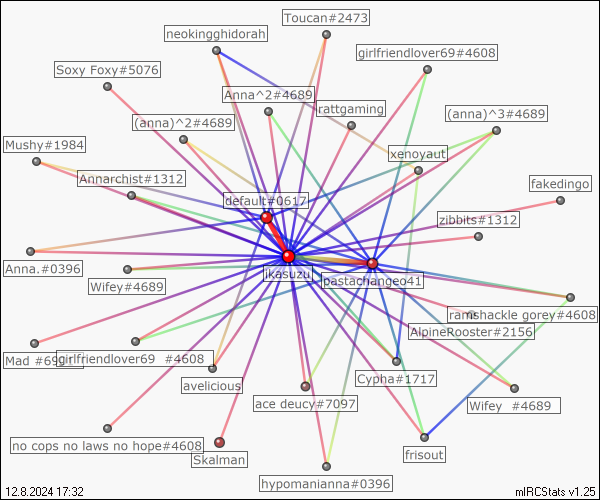 Toucan#2473
neokingghidorah
girlfriendlover69#4608
Soxy Foxy#5076
Anna^2#4689
rattgaming
(anna)^3#4689
(anna)^2#4689
Mushy#1984
xenoyaut
Annarchist#1312
fakedingo
default#0617
zibbits#1312
Anna.#0396
ikasuzu
pastachangeo41
Wifey#4689
ramshackle gorey#4608
AlpineRooster#2156
Mad
girlfriendlover69 #4608
avelicious
Cypha#1717
ace deucy#7097
Wifey #4689
no cops no laws no hope#4608
Skalman
frisout
hypomanianna#0396
12.8.2024 17:32
mIRCStats v1.25